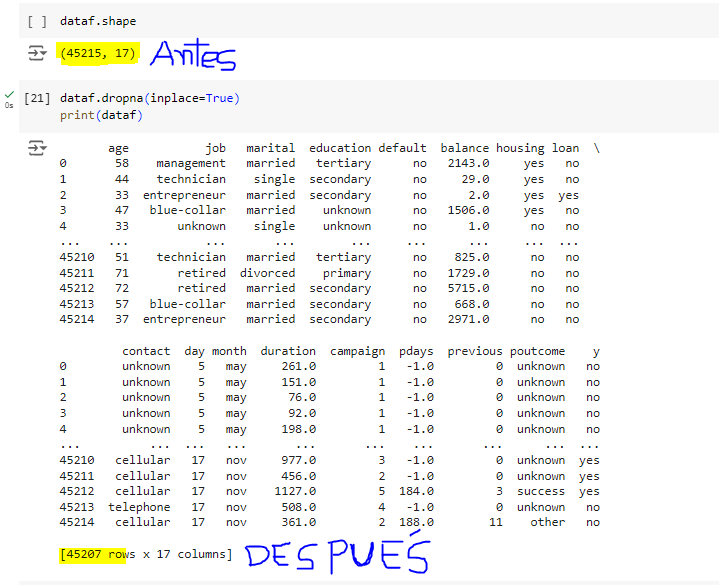 [ ] dataf.shape
(45215, 17) Antes
[21] dataf.dropna(inplace=True)
0s print(dataf)
age job marital education default balance housing loan \
0 58 management married tertiary no 2143.0 yes no
1 44 technician single secondary no 29.0 yes no
2 33 entrepreneur married secondary no 2.0 yes yes
3 47 blue-collar married unknown no 1506.0 yes no
4 33 unknown single unknown no 1.0 no no
... ... ... ... ... ... ... ... ...
45210 51 technician married tertiary no 825.0 no no
45211 71 retired divorced primary no 1729.0 no no
45212 72 retired married secondary no 5715.0 no no
45213 57 blue-collar married secondary no 668.0 no no
45214 37 entrepreneur married secondary no 2971.0 no no
contact day month duration campaign pdays previous poutcome y
0 unknown 5 may 261.0 1 -1.0 0 unknown no
1 unknown 5 may 151.0 1 -1.0 0 unknown no
2 unknown 5 may 76.0 1 -1.0 0 unknown no
3 unknown 5 may 92.0 1 -1.0 0 unknown no
4 unknown 5 may 198.0 1 -1.0 0 unknown no
... ... ... ... ... ... ... ... ... ...
45210 cellular 17 nov 977.0 3 -1.0 0 unknown yes
45211 cellular 17 nov 456.0 2 -1.0 0 unknown yes
45212 cellular 17 nov 1127.0 5 184.0 3 success yes
45213 telephone 17 nov 508.0 4 -1.0 0 unknown no
45214 cellular 17 nov 361.0 2 188.0 11 other no
[45207 rows x 17 columns] DESPUÉS